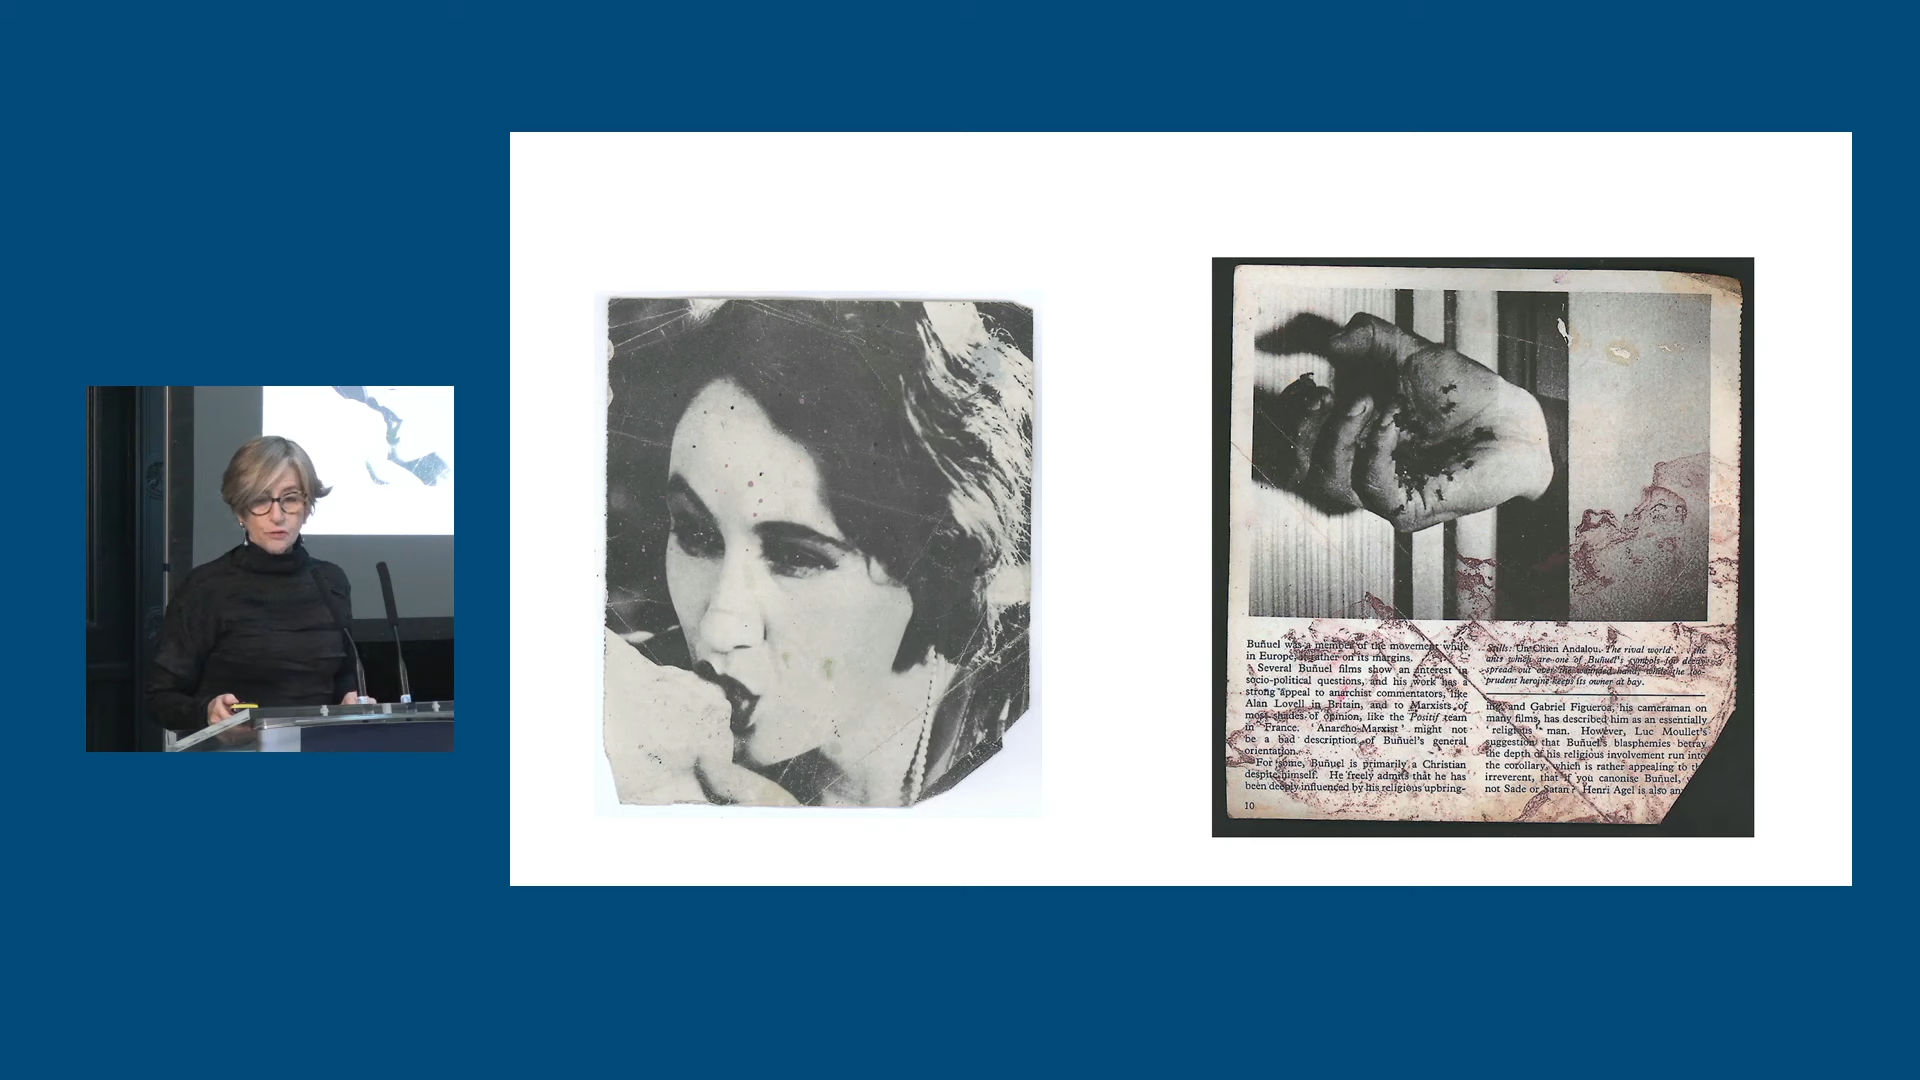 Buñuel was a member of the movement while
in Europe, rather on its margins.
Several Buñuel films show an interest in
socio-political questions, and his work has a
strong appeal to anarchist commentators, like
Alan Lovell in Britain, and to Marxists of
most shades of opinion, like the Positif team
in France. 'Anarcho-Marxist' might not
be a bad description of Buñuel's general
orientation.
For some, Buñuel is primarily a Christian
despite himself. He freely admits that he has
been deeply influenced by his religious upbring-
10
Stills: Un Chien Andalou. The rival world . . . the
ants which are one of Buñuel's symbols for decay
spread out over the wounded hand, while the too-
prudent heroine keeps its owner at bay.
ing, and Gabriel Figueroa, his cameraman on
many films, has described him as an essentially
'religious' man. However, Luc Moullet's
suggestion that Buñuel's blasphemies betray
the depth of his religious involvement run into
the corollary, which is rather appealing to the
irreverent, that if you canonise Buñuel,
not Sade or Satan? Henri Agel is also